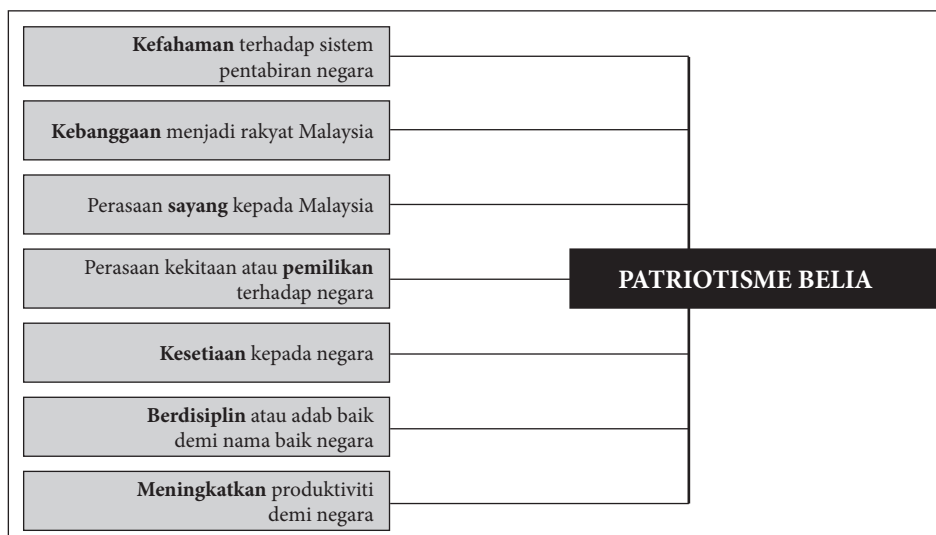 Kefahaman terhadap sistem
pentabiran negara
Kebanggaan menjadi rakyat Malaysia
Perasaan sayang kepada Malaysia
Perasaan kekitaan atau pemilikan
terhadap negara
Kesetiaan kepada negara
Berdisiplin atau adab baik
demi nama baik negara
Meningkatkan produktiviti
demi negara
PATRIOTISME BELIA